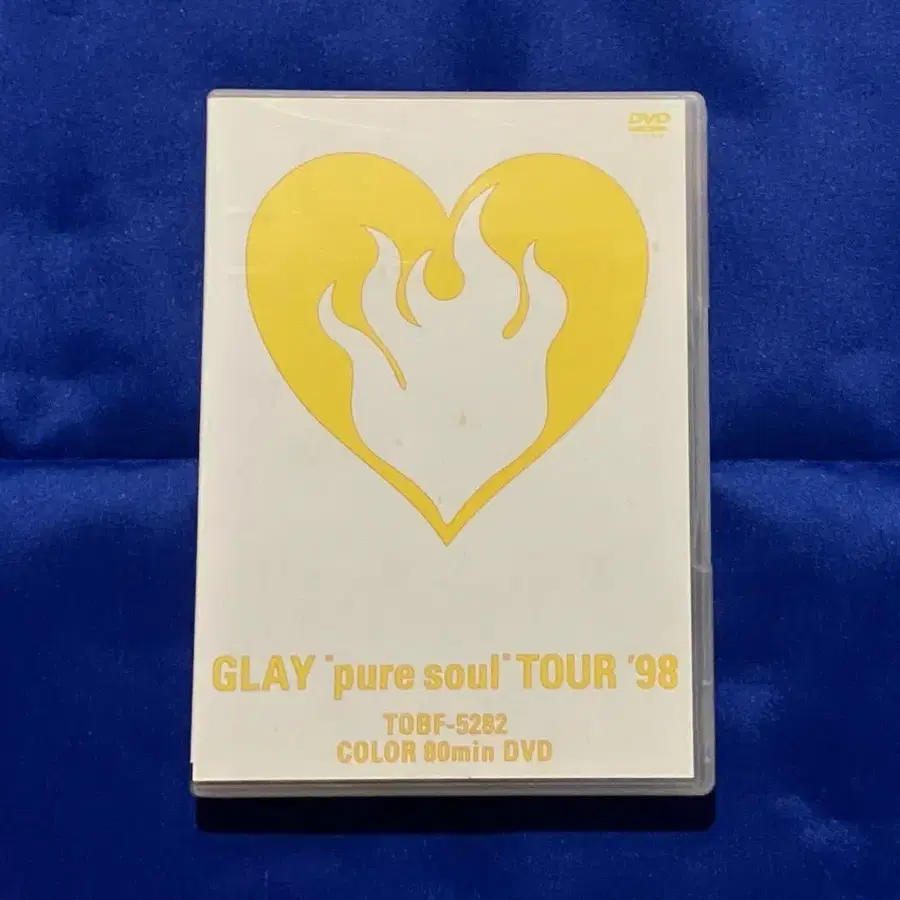 DVD
GLAY "pure soul" TOUR '98
TOBF-5282
COLOR 80min DVD